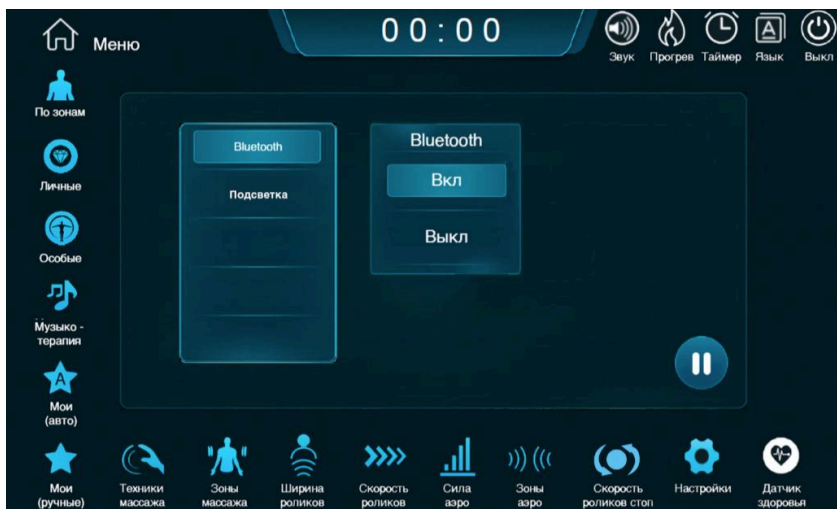 Меню
00:00
Звук
Прогрев
Таймер
Язык
Выкл
По зонам
Личные
Особые
Музыко -
терапия
A
Мои
(авто)
Мои
(ручные)
Bluetooth
Подсветка
Bluetooth
Вкл
Выкл
Техники
массажа
Зоны
массажа
Ширина
роликов
Скорость
роликов
Сила
аэро
Зоны
аэро
Скорость
роликов стоп
Настройки
Датчик
здоровья